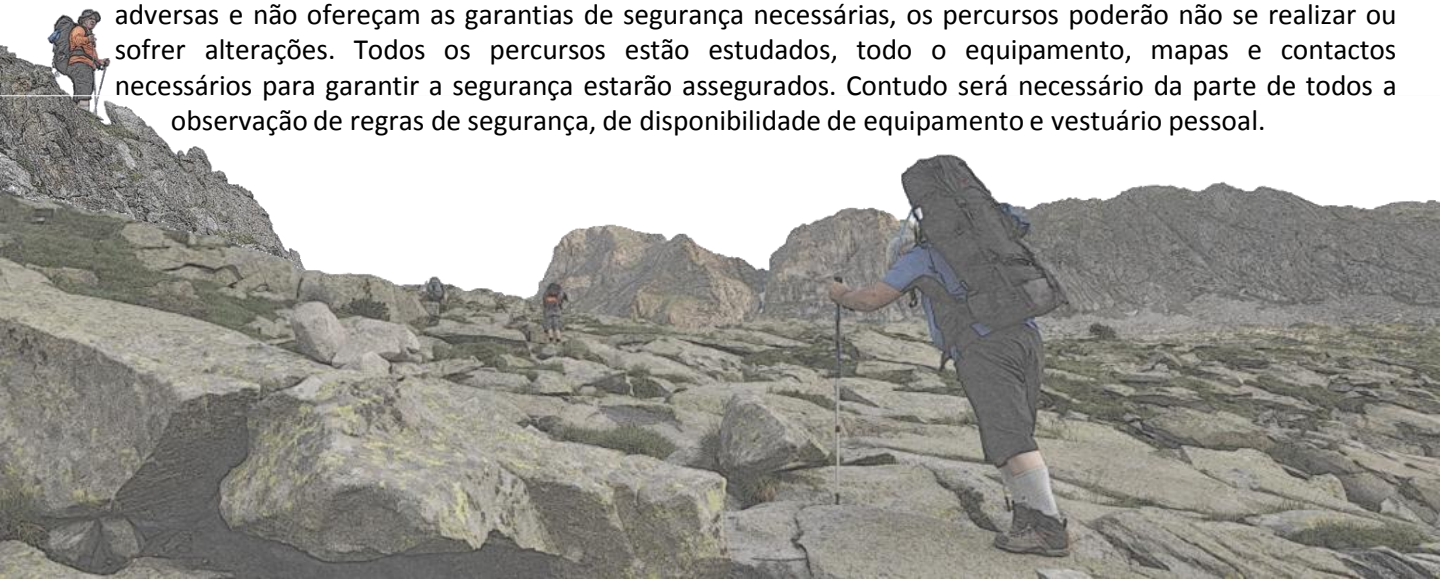 adversas e não ofereçam as garantias de segurança necessárias, os percursos poderão não se realizar ou
sofrer alterações. Todos os percursos estão estudados, todo o equipamento, mapas e contactos
necessários para garantir a segurança estarão assegurados. Contudo será necessário da parte de todos a
observação de regras de segurança, de disponibilidade de equipamento e vestuário pessoal.